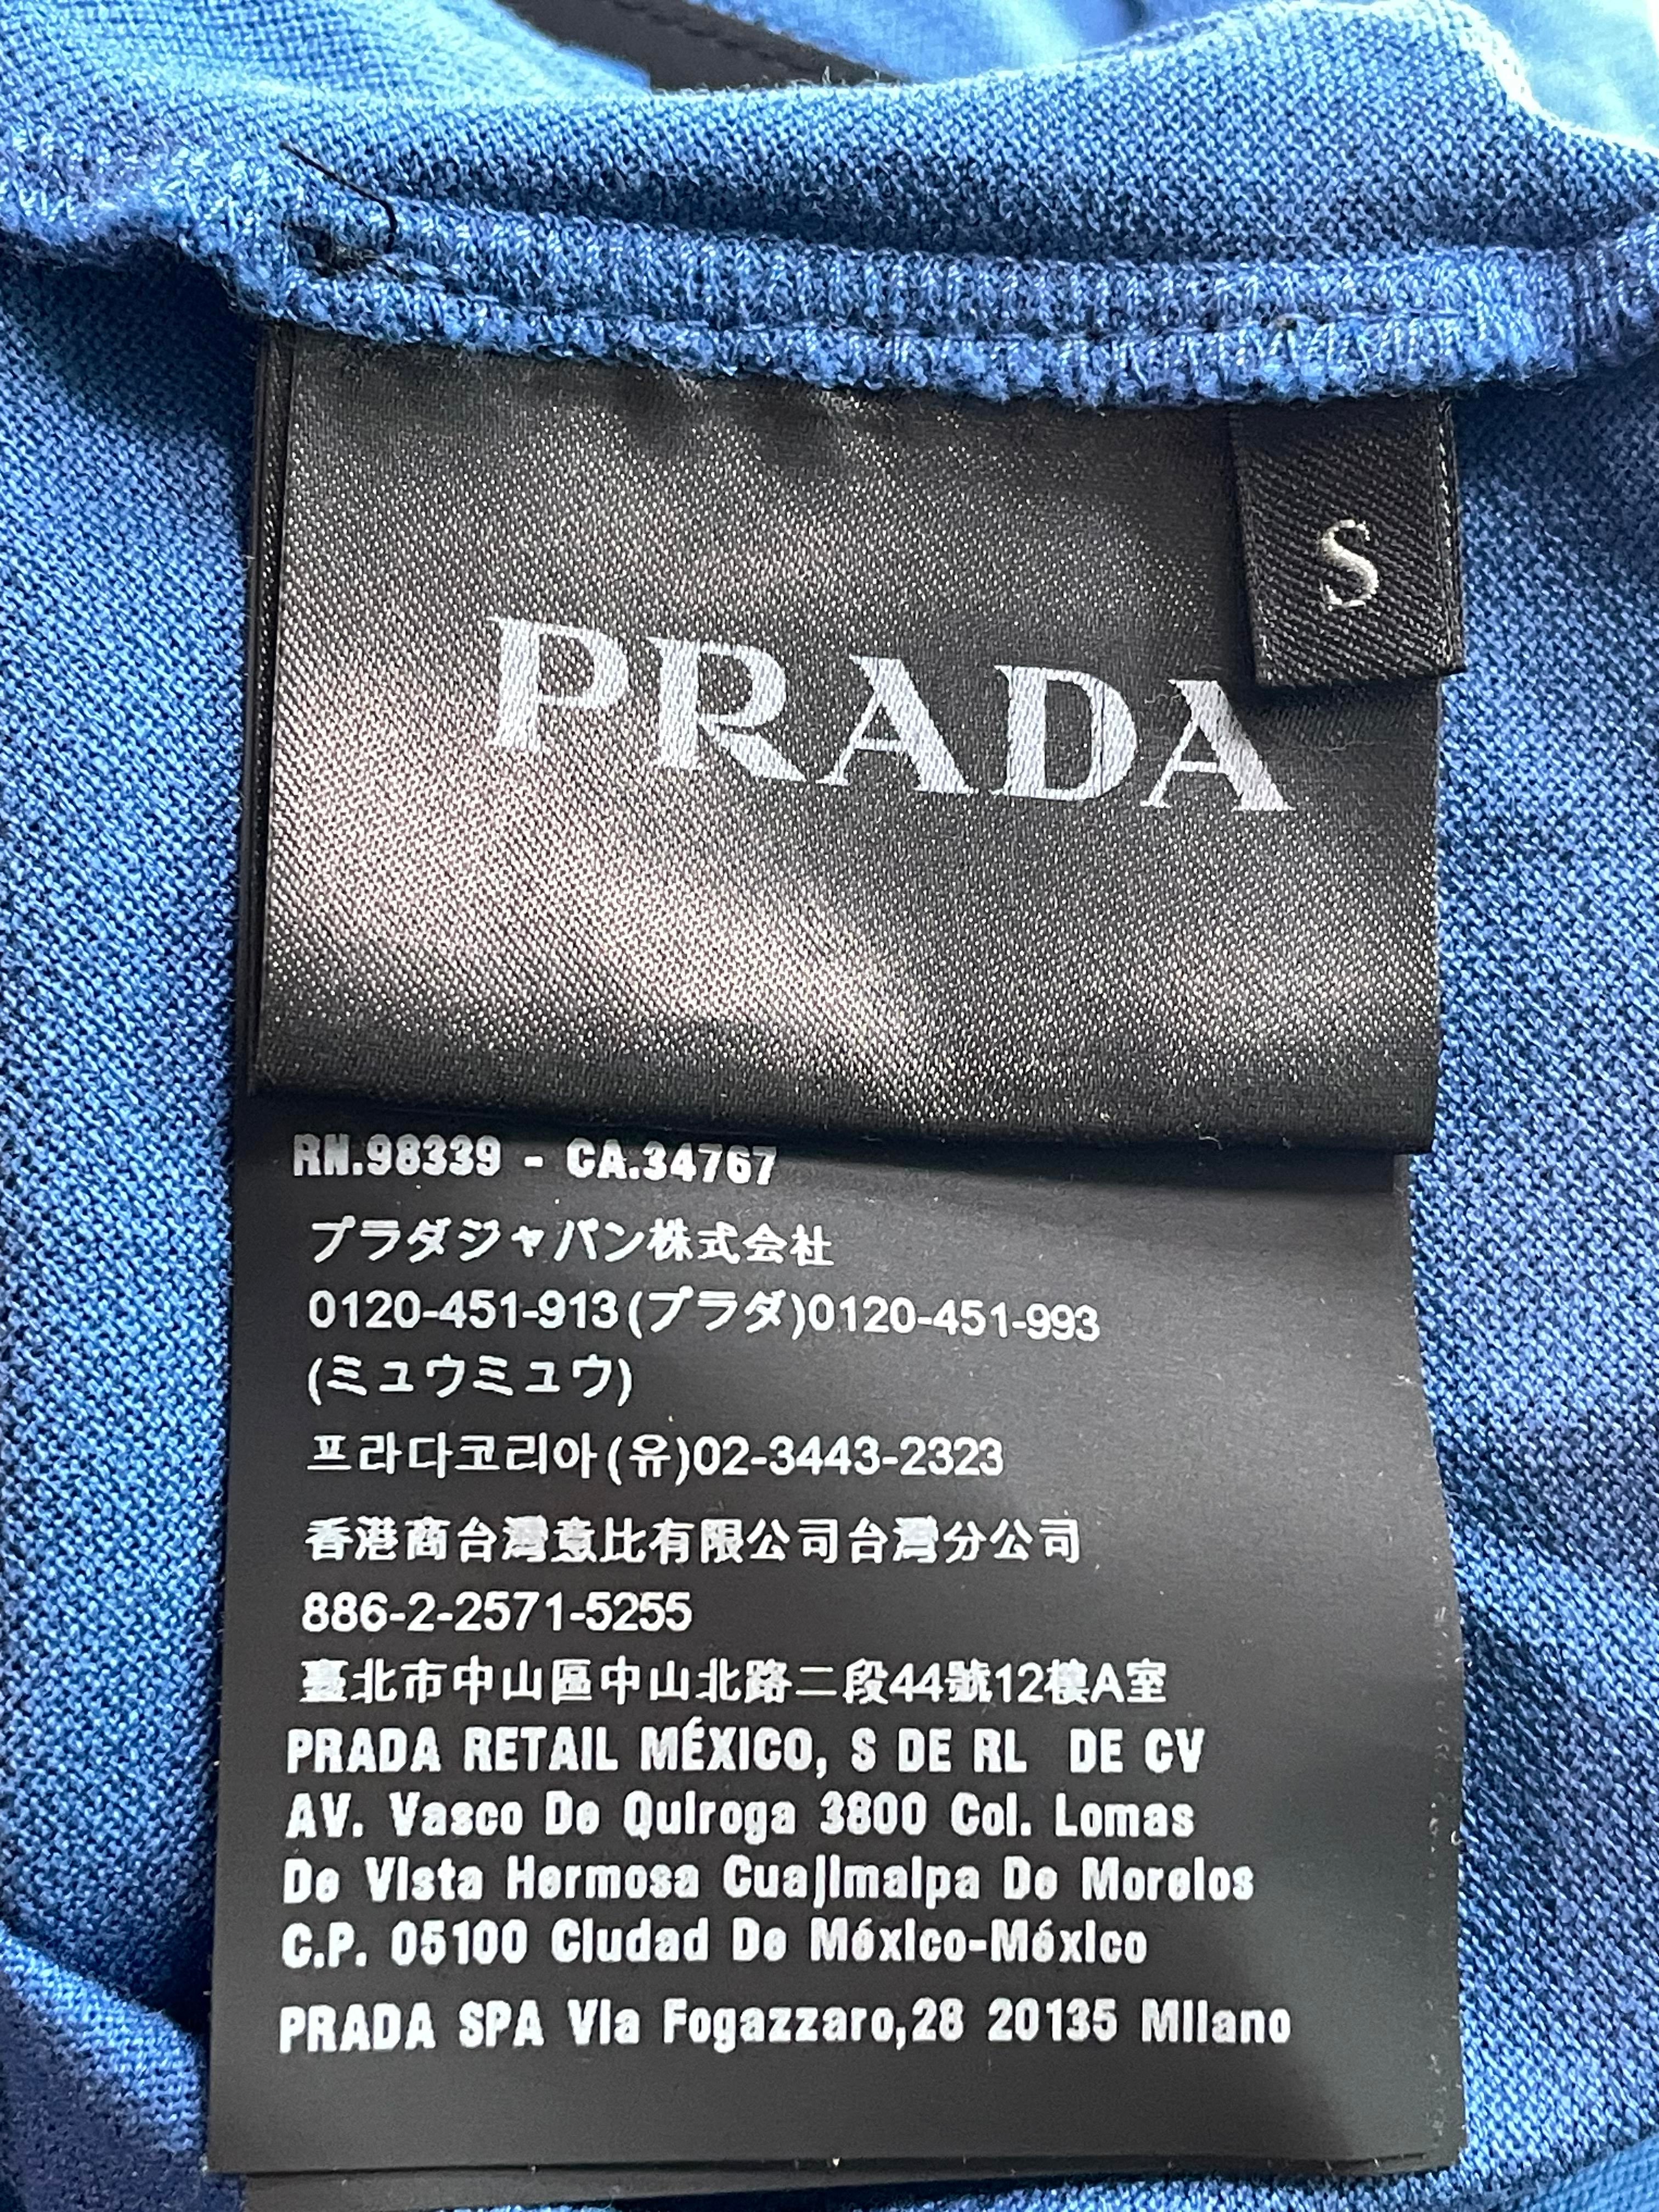 PRADA
S
RN.98339 - CA.34767
プラダジャパン株式会社
0120-451-913(プラダ)0120-451-993
(ミュウミュウ)
프라다코리아(유)02-3443-2323
香港商台灣意比有限公司台灣分公司
886-2-2571-5255
臺北市中山區中山北路二段44號12樓A室
PRADA RETAIL MÉXICO, S DE RL DE CV
AV. Vasco De Quiroga 3800 Col. Lomas
De Vista Hermosa Cuajimalpa De Morelos
C.P. 05100 Ciudad De México-México
PRADA SPA Via Fogazzaro,28 20135 Milano